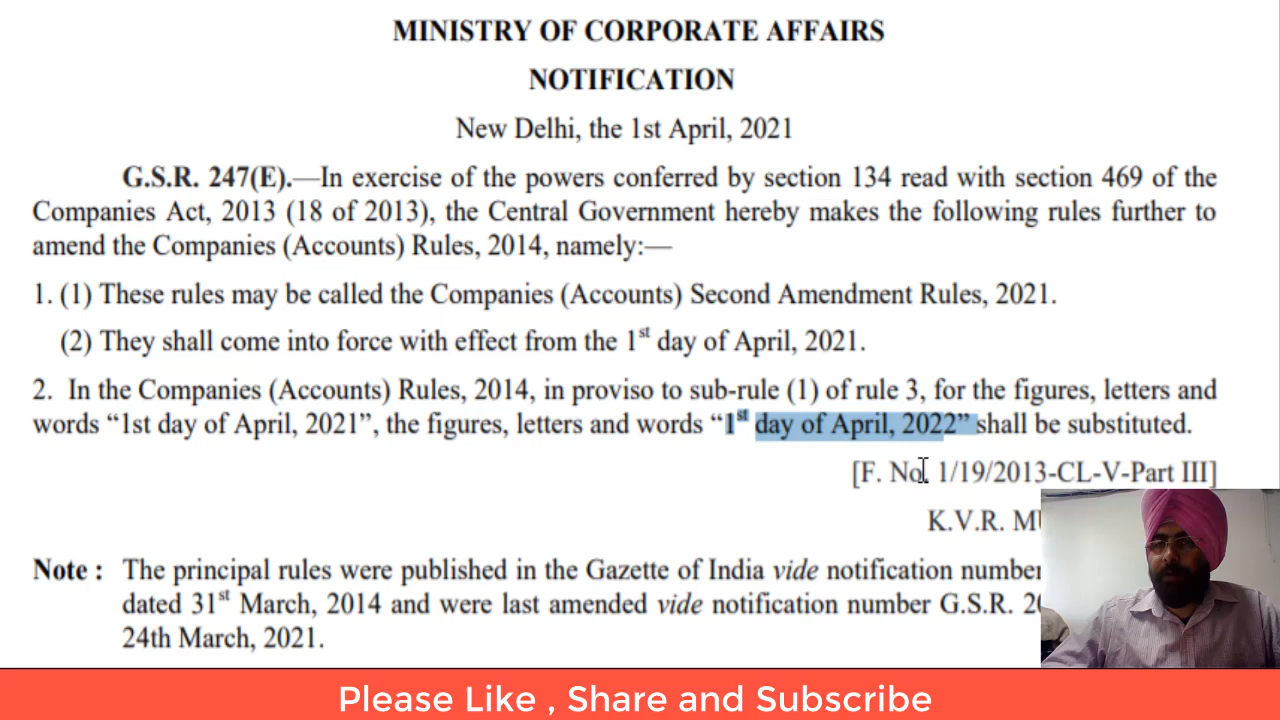 MINISTRY OF CORPORATE AFFAIRS
NOTIFICATION
New Delhi, the 1st April, 2021
G.S.R. 247(E).—In exercise of the powers conferred by section 134 read with section 469 of the
Companies Act, 2013 (18 of 2013), the Central Government hereby makes the following rules further to
amend the Companies (Accounts) Rules, 2014, namely:—
1. (1) These rules may be called the Companies (Accounts) Second Amendment Rules, 2021.
(2) They shall come into force with effect from the 1st day of April, 2021.
2. In the Companies (Accounts) Rules, 2014, in proviso to sub-rule (1) of rule 3, for the figures, letters and
words “1st day of April, 2021”, the figures, letters and words “1st day of April, 2022” shall be substituted.
[F. No. 1/19/2013-CL-V-Part III]
K.V.R.
Note : The principal rules were published in the Gazette of India vide notification number
dated 31st March, 2014 and were last amended vide notification number G.S.R.
24th March, 2021.
Please Like , Share and Subscribe